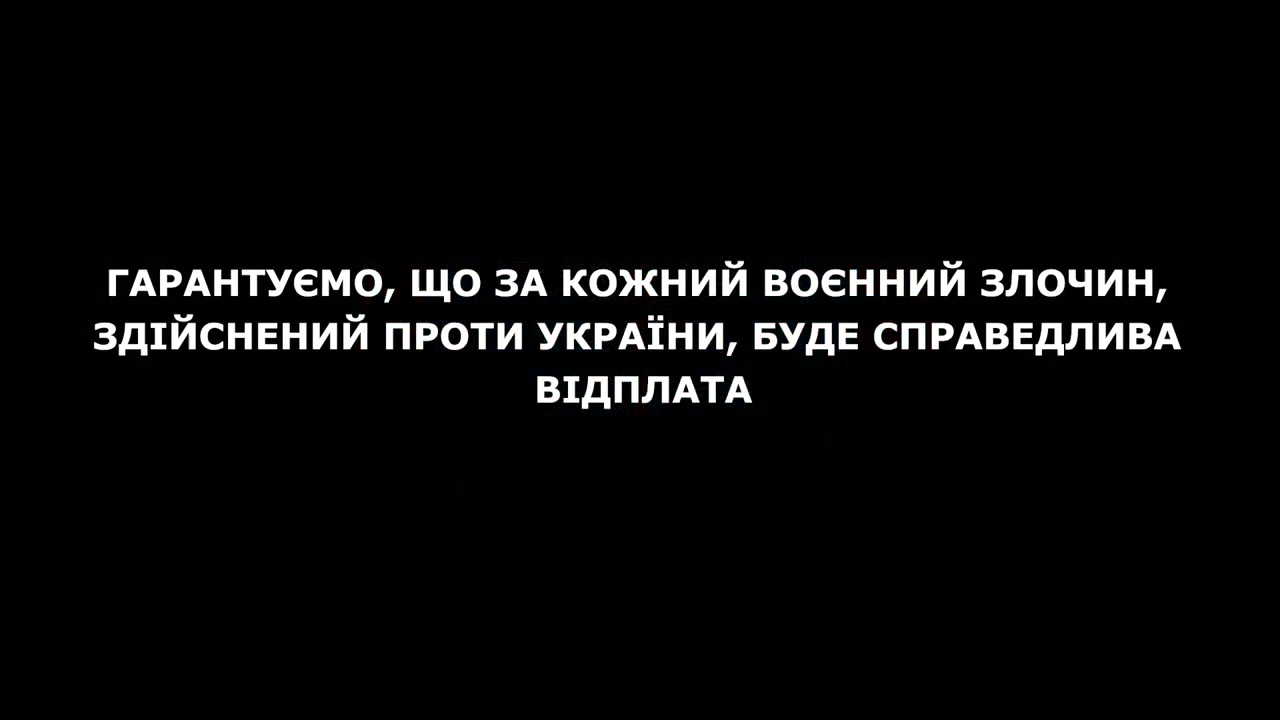 ГАРАНТУЄМО, ЩО ЗА КОЖНИЙ ВОЄННИЙ ЗЛОЧИН,
ЗДІЙСНЕНИЙ ПРОТИ УКРАЇНИ, БУДЕ СПРАВЕДЛИВА
ВІДПЛАТА